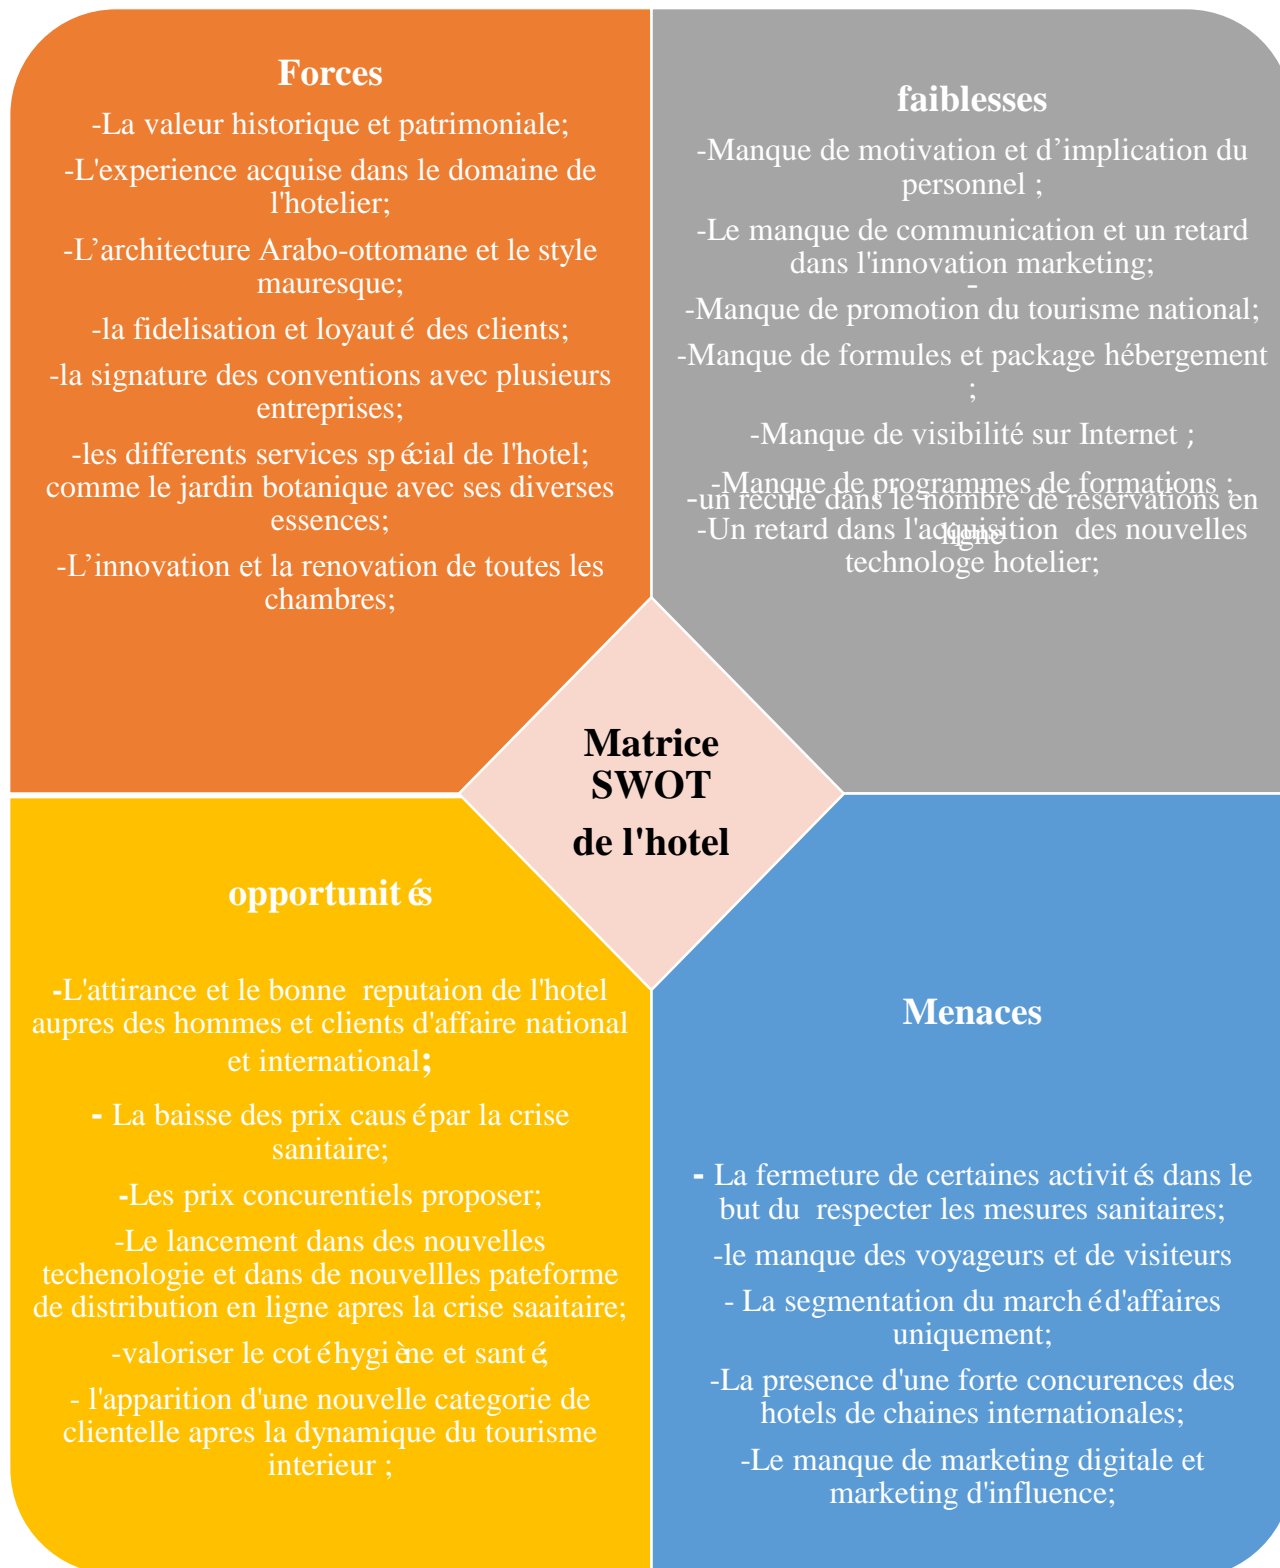 Forces
-La valeur historique et patrimoniale;
-L'experience acquise dans le domaine de
l'hotelier;
-L’architecture Arabo-ottomane et le style
mauresque;
-la fidelisation et loyauté des clients;
-la signature des conventions avec plusieurs
entreprises;
-les differents services spécial de l'hotel;
comme le jardin botanique avec ses diverses
essences;
-L’innovation et la renovation de toutes les
chambres;
faiblesses
-Manque de motivation et d’implication du
personnel ;
-Le manque de communication et un retard
dans l'innovation marketing;
-
-Manque de promotion du tourisme national;
-Manque de formules et package hébergement
;
-Manque de visibilité sur Internet ;
-Manque de programmes de formations ;
-un reculé dans le nombre de réservations en
ligne
-Un retard dans l'acquisition des nouvelles
technologe hotelier;
Matrice
SWOT
de l'hotel
opportunités
-L'attirance et le bonne reputaion de l'hotel
aupres des hommes et clients d'affaire national
et international;
- La baisse des prix causé par la crise
sanitaire;
-Les prix concurentiels proposer;
-Le lancement dans des nouvelles
techenologie et dans de nouvellles pateforme
de distribution en ligne apres la crise saaitaire;
-valoriser le coté hygiène et santé;
- l'apparition d'une nouvelle categorie de
clientelle apres la dynamique du tourisme
interieur ;
Menaces
- La fermeture de certaines activités dans le
but du respecter les mesures sanitaires;
-le manque des voyageurs et de visiteurs
- La segmentation du marché d'affaires
uniquement;
-La presence d'une forte concurences des
hotels de chaines internationales;
-Le manque de marketing digitale et
marketing d'influence;